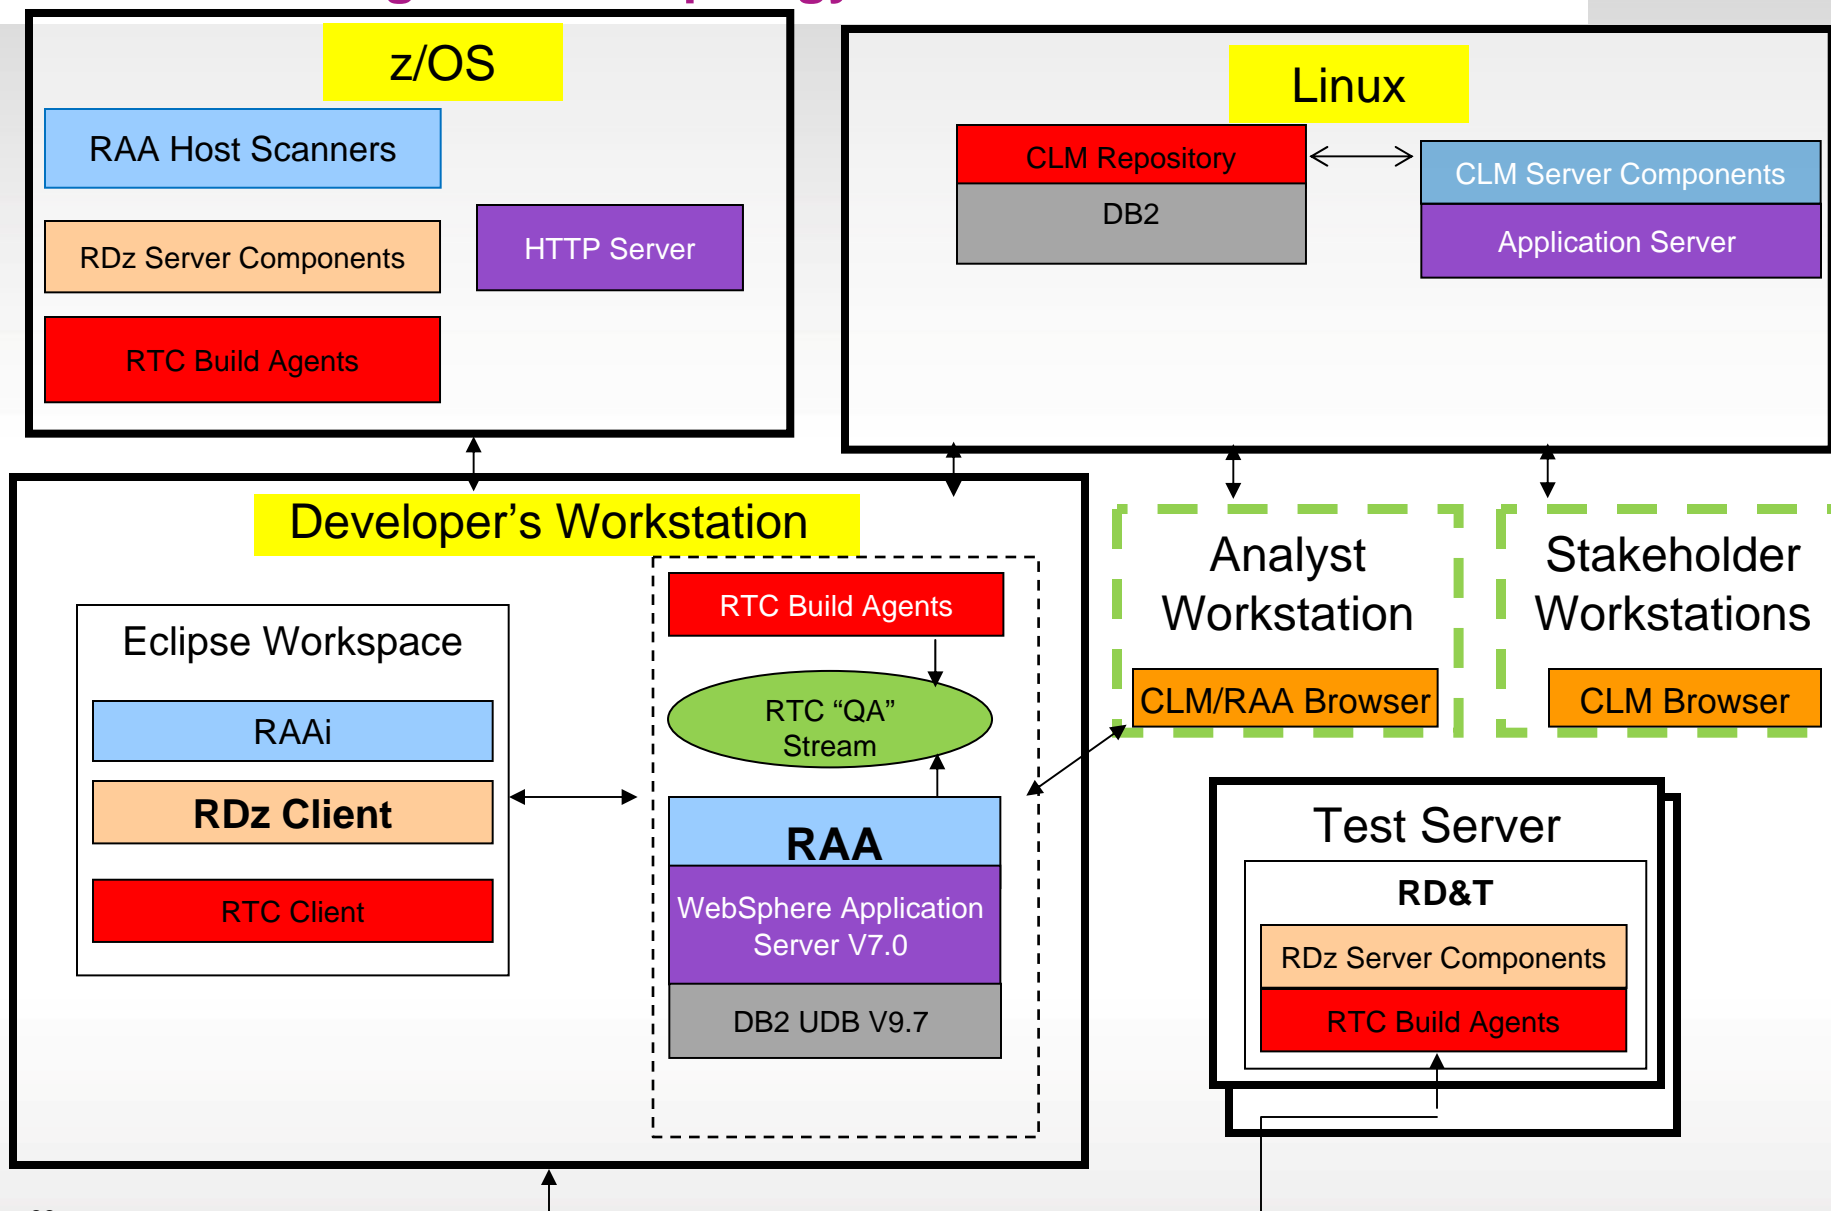 z/OS
RAA Host Scanners
RDz Server Components
HTTP Server
RTC Build Agents
Linux
CLM Repository
DB2
CLM Server Components
Application Server
Developer’s Workstation
Eclipse Workspace
RAAi
RDz Client
RTC Client
RTC Build Agents
RTC “QA”
Stream
RAA
WebSphere Application
Server V7.0
DB2 UDB V9.7
Analyst
Workstation
CLM/RAA Browser
Stakeholder
Workstations
CLM Browser
Test Server
RD&T
RDz Server Components
RTC Build Agents